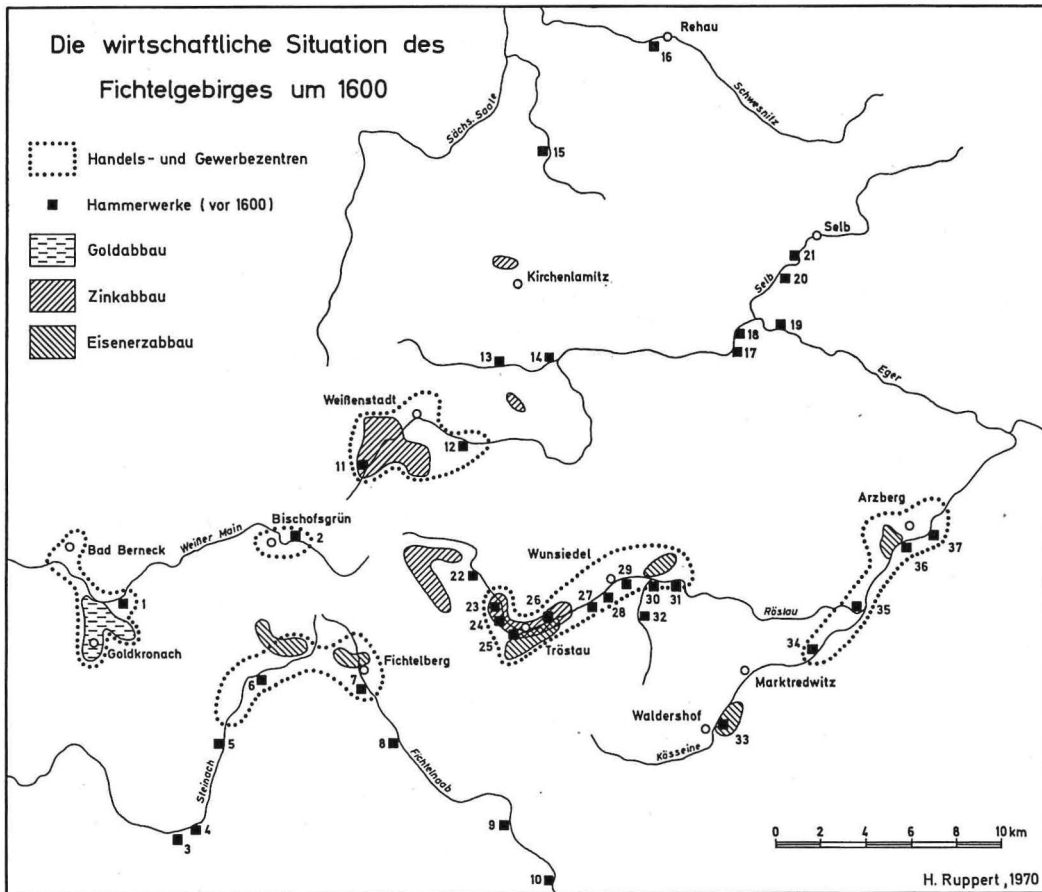 Die wirtschaftliche Situation des
Fichtelgebirges um 1600
Handels- und Gewerbezentren
Hammerwerke (vor 1600)
Goldabbau
Zinkabbau
Eisenerzabbau
Rehau
16
Schwesnitz
Sächs. Saale
15
Selb
21
20
Selb
Kirchenlamitz
19
18
17
13
14
Eger
Weißenstadt
12
11
Arzberg
Bischofsgrün
2
Weißer Main
Bad Berneck
37
36
Wunsiedel
22
29
1
23
26
27
30
31
28
32
24
25
Tröstau
Röslau
35
Goldkronach
34
Fichtelberg
6
7
Marktredwitz
Waldershof
33
5
8
Kösseine
Steinach
Fichtelnaab
4
3
9
10
0 2 4 6 8 10 km
H. Ruppert, 1970